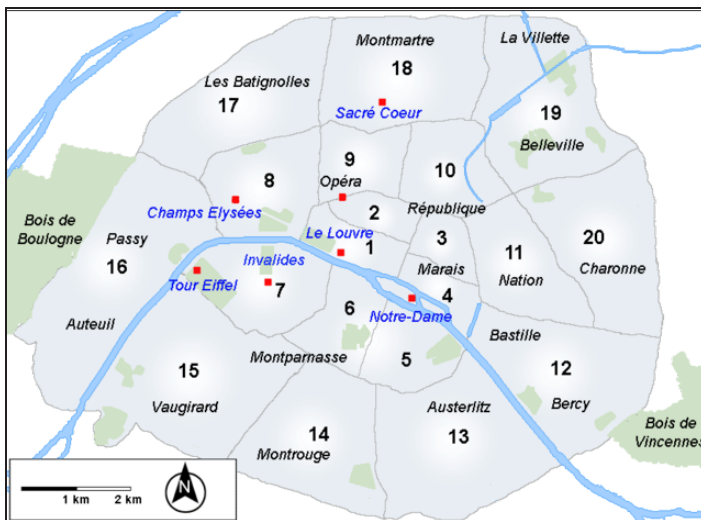 La Villette
Montmartre
18
Les Batignolles
17
Sacré Coeur
19
Belleville
9
10
8
Opéra
2
République
Champs Elysées
Bois de
Boulogne
Passy
16
Le Louvre
1
3
11
20
Invalides
Marais
Nation
Charonne
Tour Eiffel
7
4
Notre-Dame
6
Auteuil
Bastille
Montparnasse
5
15
12
Vaugirard
Austerlitz
Bercy
Bois de
Vincennes
14
13
Montrouge
N
1 km
2 km